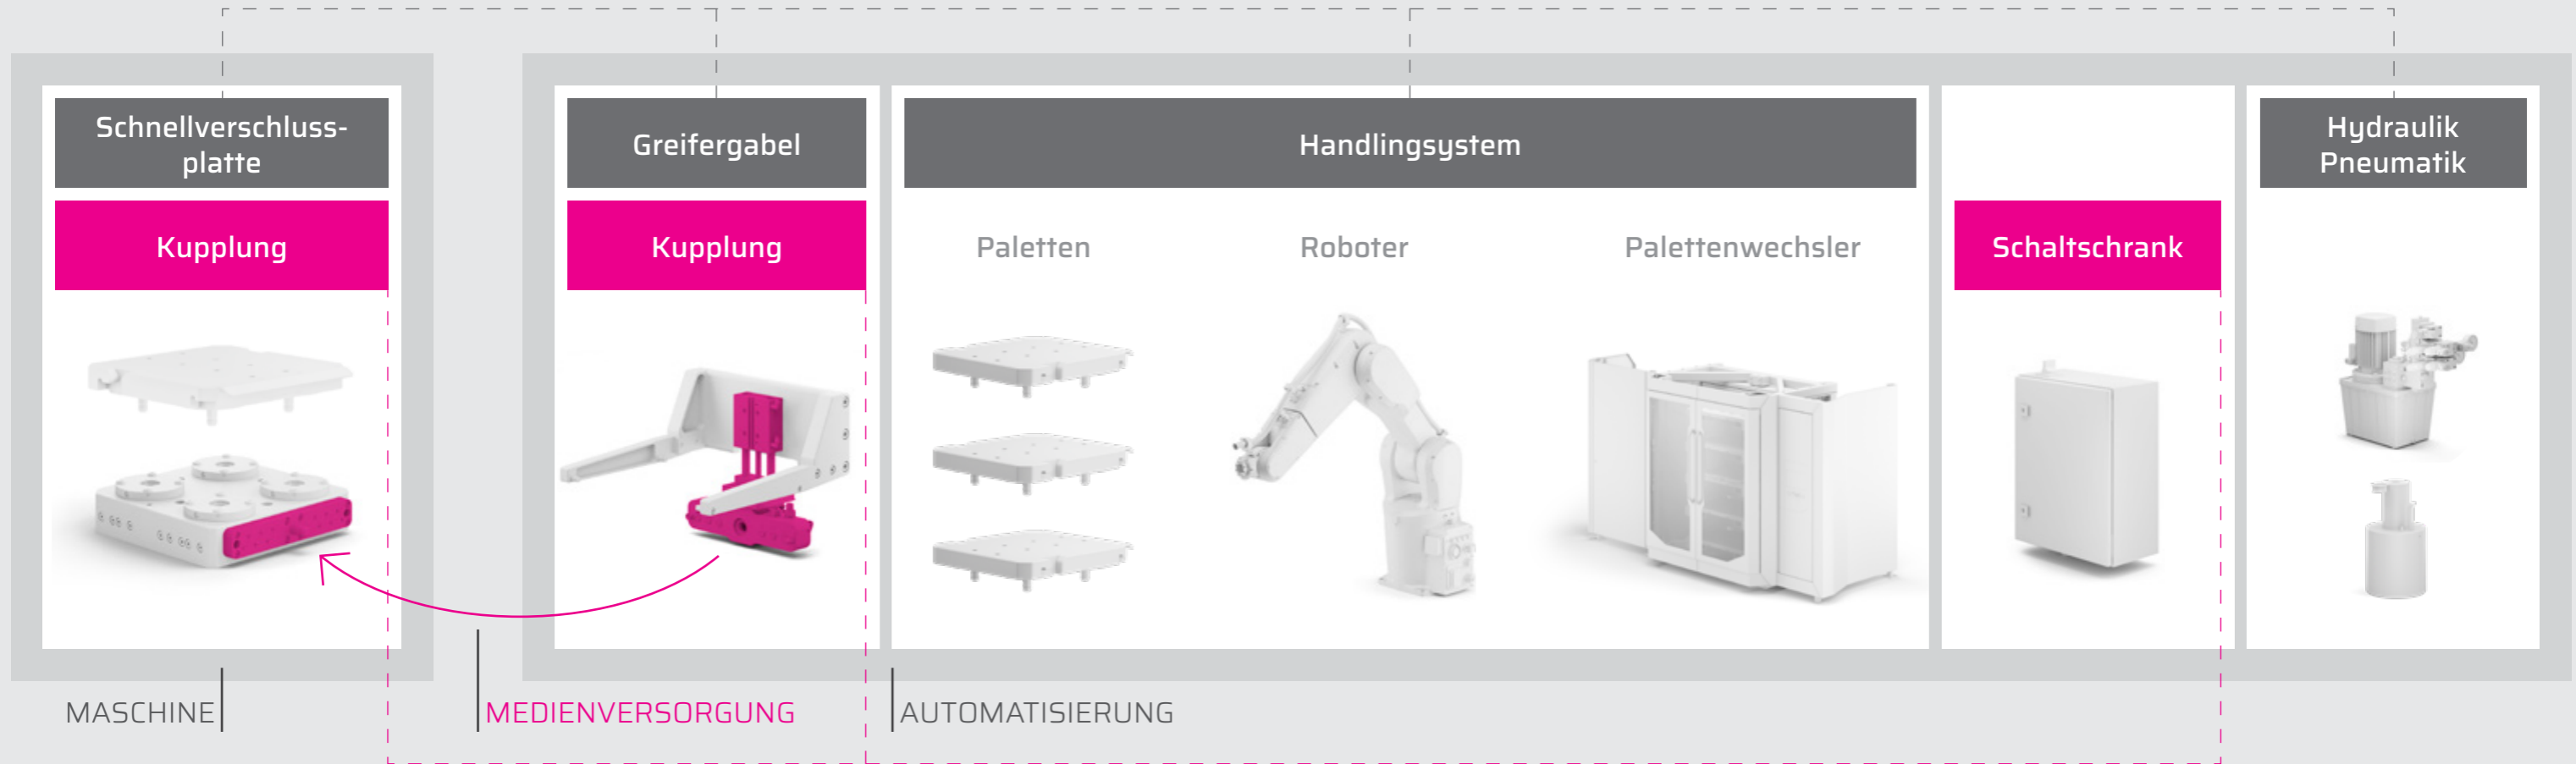 Schnellverschluss-
platte
Kupplung
Greifergabel
Kupplung
Handlingsystem
Paletten
Roboter
Palettenwechsler
Schaltschrank
Hydraulik
Pneumatik
MASCHINE
MEDIENVERSORGUNG
AUTOMATISIERUNG